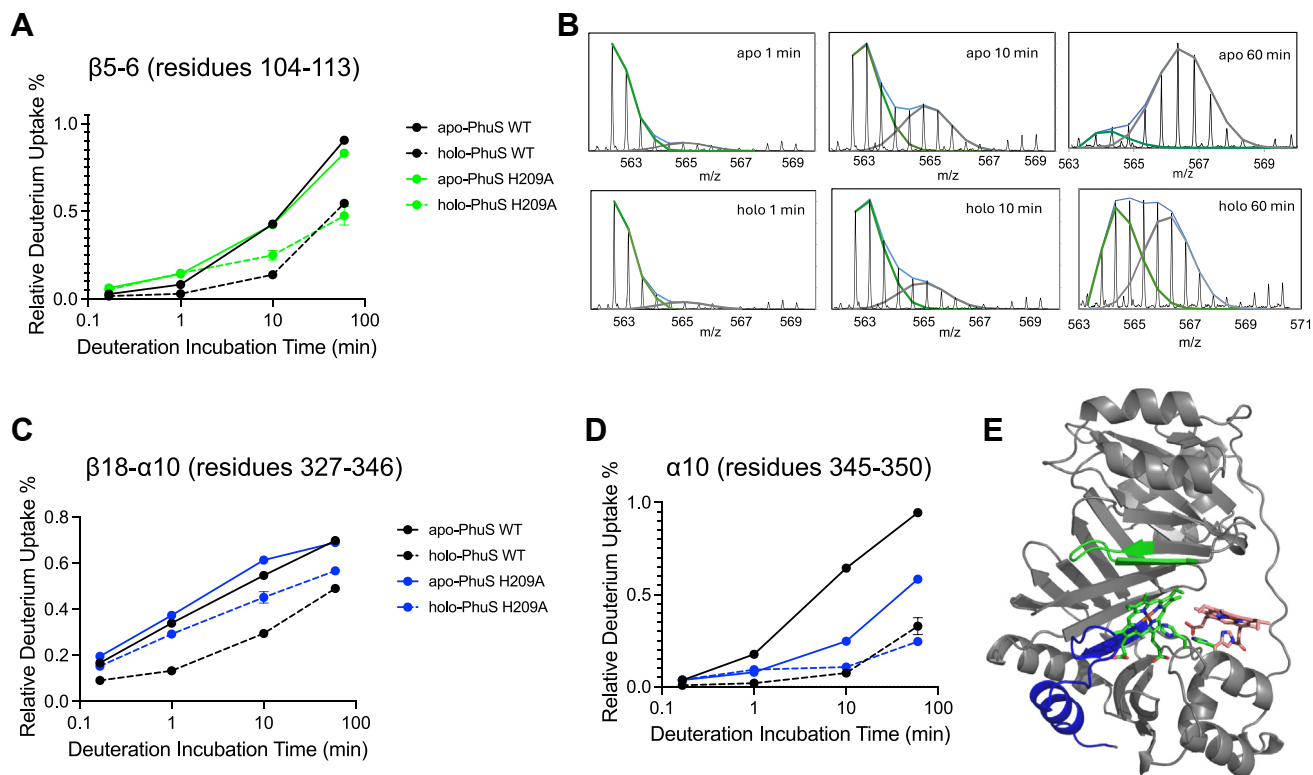 A
β5-6 (residues 104-113)
Relative Deuterium Uptake %
1.0
0.5
0.0
0.1
1
10
100
Deuteration Incubation Time (min)
apo-PhuS WT
holo-PhuS WT
apo-PhuS H209A
holo-PhuS H209A
B
apo 1 min
563
565
567
569
m/z
apo 10 min
563
565
567
569
m/z
apo 60 min
563
565
567
569
m/z
holo 1 min
563
565
567
569
m/z
holo 10 min
563
565
567
569
m/z
holo 60 min
563
565
567
569
571
m/z
C
β18-α10 (residues 327-346)
Relative Deuterium Uptake %
0.8
0.6
0.4
0.2
0.0
1
10
100
Deuteration Incubation Time (min)
apo-PhuS WT
holo-PhuS WT
apo-PhuS H209A
holo-PhuS H209A
D
α10 (residues 345-350)
Relative Deuterium Uptake %
1.0
0.5
0.0
0.1
1
10
100
Deuteration Incubation Time (min)
E